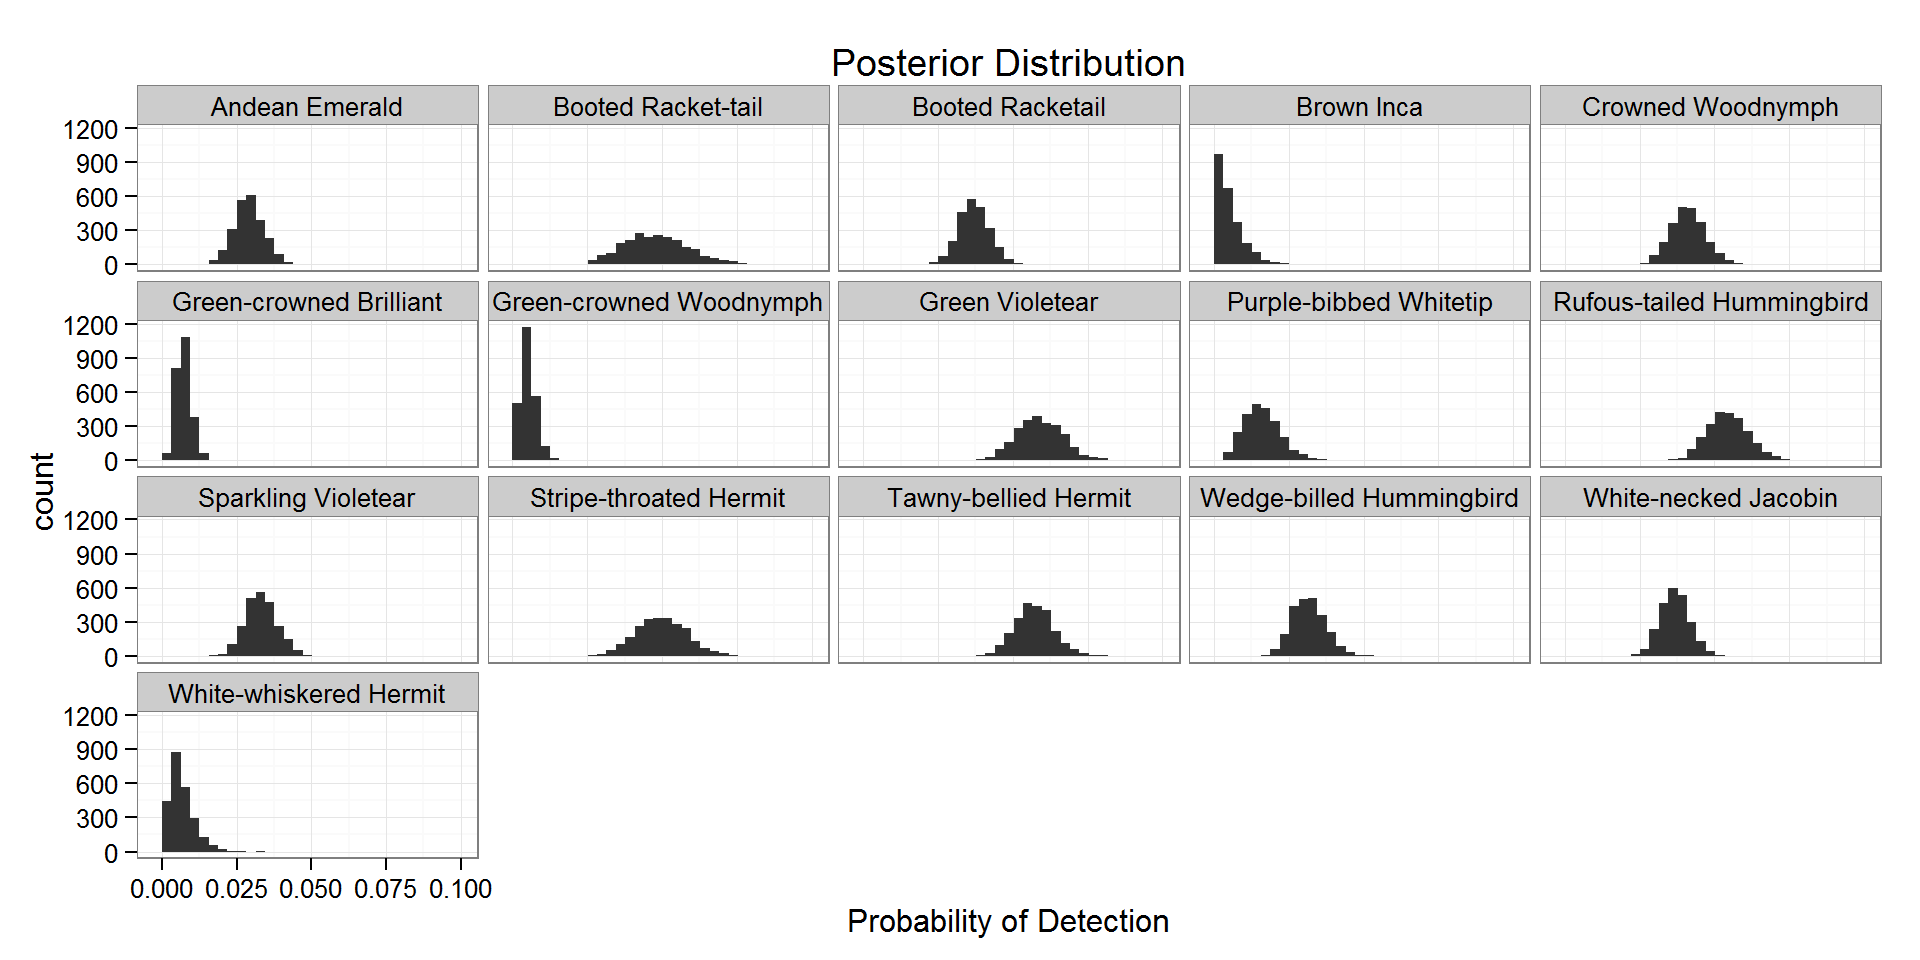 Posterior Distribution
Andean Emerald
Booted Racket-tail
Booted Racketail
Brown Inca
Crowned Woodnymph
1200
900
600
300
0
Green-crowned Brilliant
Green-crowned Woodnymph
Green Violetear
Purple-bibbed Whitetip
Rufous-tailed Hummingbird
1200
900
600
300
0
count
Sparkling Violetear
Stripe-throated Hermit
Tawny-bellied Hermit
Wedge-billed Hummingbird
White-necked Jacobin
1200
900
600
300
0
White-whiskered Hermit
1200
900
600
300
0
0.000 0.025 0.050 0.075 0.100
Probability of Detection